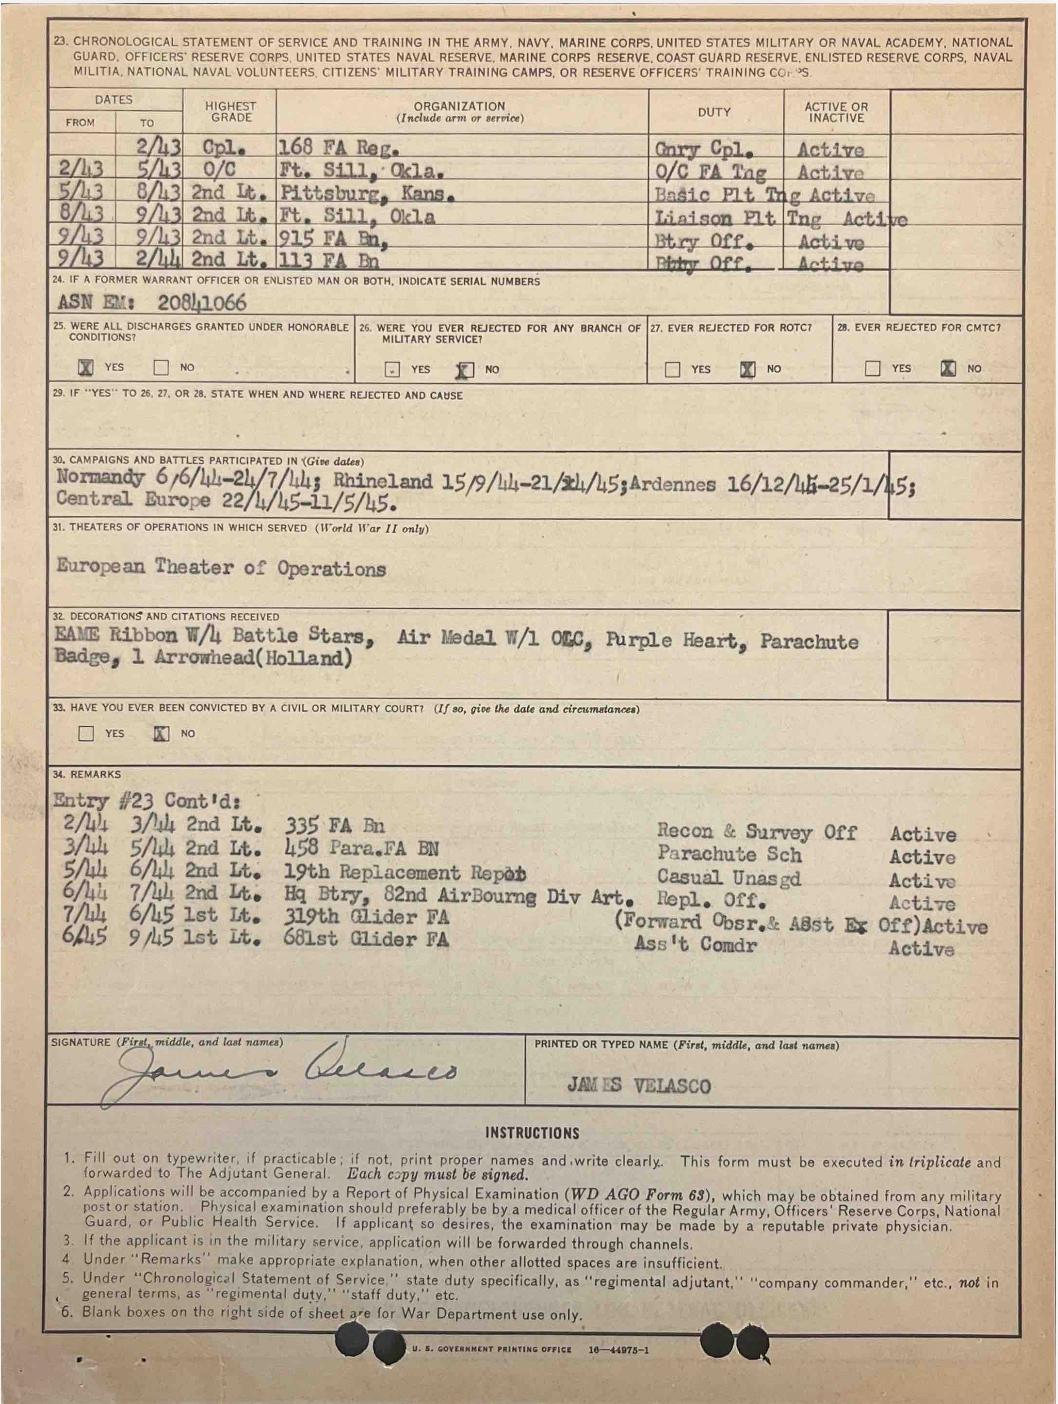 23. CHRONOLOGICAL STATEMENT OF SERVICE AND TRAINING IN THE ARMY, NAVY, MARINE CORPS, UNITED STATES MILITARY OR NAVAL ACADEMY, NATIONAL
GUARD, OFFICERS' RESERVE CORPS, UNITED STATES NAVAL RESERVE, MARINE CORPS RESERVE, COAST GUARD RESERVE, ENLISTED RESERVE CORPS, NAVAL
MILITIA, NATIONAL NAVAL VOLUNTEERS, CITIZENS' MILITARY TRAINING CAMPS, OR RESERVE OFFICERS' TRAINING CORPS.
DATES
FROM TO HIGHEST GRADE ORGANIZATION (Include arm or service) DUTY ACTIVE OR INACTIVE
2/43 Cpl. 168 FA Reg. Gnry Cpl. Active
2/43 5/43 O/C Ft. Sill, Okla. O/C FA Tng Active
5/43 8/43 2nd Lt. Pittsburg, Kans. Basic Plt Tng Active
8/43 9/43 2nd Lt. Ft. Sill, Okla Liaison Plt Tng Active
9/43 9/43 2nd Lt. 915 FA Bn, Btry Off. Active
9/43 2/44 2nd Lt. 113 FA Bn Btty Off. Active
24. IF A FORMER WARRANT OFFICER OR ENLISTED MAN OR BOTH, INDICATE SERIAL NUMBERS
ASN EM: 20841066
25. WERE ALL DISCHARGES GRANTED UNDER HONORABLE CONDITIONS?
X YES NO
26. WERE YOU EVER REJECTED FOR ANY BRANCH OF MILITARY SERVICE?
YES X NO
27. EVER REJECTED FOR ROTC?
YES X NO
28. EVER REJECTED FOR CMTC?
YES X NO
29. IF "YES" TO 26, 27, OR 28, STATE WHEN AND WHERE REJECTED AND CAUSE
30. CAMPAIGNS AND BATTLES PARTICIPATED IN (Give dates)
Normandy 6/6/44-24/7/44; Rhineland 15/9/44-21/4/45;Ardennes 16/12/44-25/1/45;
Central Europe 22/4/45-11/5/45.
31. THEATERS OF OPERATIONS IN WHICH SERVED (World War II only)
European Theater of Operations
32. DECORATIONS AND CITATIONS RECEIVED
EAME Ribbon W/4 Battle Stars, Air Medal W/1 OLC, Purple Heart, Parachute
Badge, 1 Arrowhead(Holland)
33. HAVE YOU EVER BEEN CONVICTED BY A CIVIL OR MILITARY COURT? (If so, give the date and circumstances)
YES X NO
34. REMARKS
Entry #23 Cont'd:
2/44 3/44 2nd Lt. 335 FA Bn Recon & Survey Off Active
3/44 5/44 2nd Lt. 458 Para.FA BN Parachute Sch Active
5/44 6/44 2nd Lt. 19th Replacement Repot Casual Unasgd Active
6/44 7/44 2nd Lt. Hq Btry, 82nd AirBourng Div Art. Repl. Off. Active
7/44 6/45 1st Lt. 319th Glider FA (Forward Obsr.& ASst Ex Off)Active
6/45 9/45 1st Lt. 681st Glider FA Ass't Comdr Active
SIGNATURE (First, middle, and last names)
James Velasco
PRINTED OR TYPED NAME (First, middle, and last names)
JAMES VELASCO
INSTRUCTIONS
1. Fill out on typewriter, if practicable; if not, print proper names and write clearly. This form must be executed in triplicate and
forwarded to The Adjutant General. Each copy must be signed.
2. Applications will be accompanied by a Report of Physical Examination (WD AGO Form 63), which may be obtained from any military
post or station. Physical examination should preferably be by a medical officer of the Regular Army, Officers' Reserve Corps, National
Guard, or Public Health Service. If applicant so desires, the examination may be made by a reputable private physician.
3. If the applicant is in the military service, application will be forwarded through channels.
4. Under "Remarks" make appropriate explanation, when other allotted spaces are insufficient.
5. Under "Chronological Statement of Service," state duty specifically, as "regimental adjutant," "company commander," etc., not in
general terms, as "regimental duty," "staff duty," etc.
6. Blank boxes on the right side of sheet are for War Department use only.
U. S. GOVERNMENT PRINTING OFFICE 16—44975-1